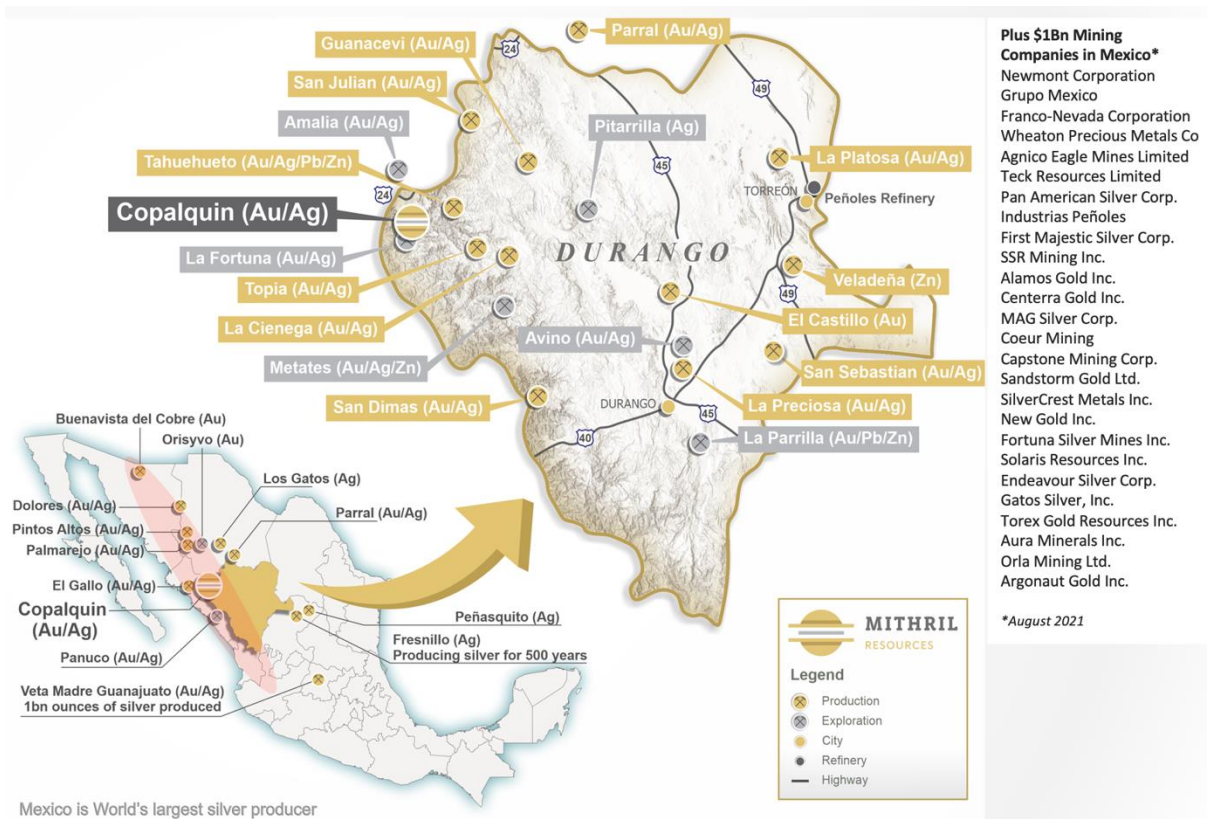 Parral (Au/Ag)
Guanacevi (Au/Ag)
24
San Julian (Au/Ag)
49
Amalia (Au/Ag)
Pitarrilla (Ag)
Tahuehueto (Au/Ag/Pb/Zn)
45
La Platosa (Au/Ag)
24
TORREÓN
Peñoles Refinery
Copalquin (Au/Ag)
DURANGO
La Fortuna (Au/Ag)
Veladeña (Zn)
Topia (Au/Ag)
49
La Cienega (Au/Ag)
El Castillo (Au)
Avino (Au/Ag)
Metates (Au/Ag/Zn)
San Sebastian (Au/Ag)
San Dimas (Au/Ag)
DURANGO
La Preciosa (Au/Ag)
45
40
La Parrilla (Au/Pb/Zn)
Buenavista del Cobre (Au)
Orisyvo (Au)
Los Gatos (Ag)
Dolores (Au/Ag)
Parral (Au/Ag)
Pintos Altos (Au/Ag)
Palmarejo (Au/Ag)
El Gallo (Au/Ag)
Copalquin
(Au/Ag)
Peñasquito (Ag)
Fresnillo (Ag)
Producing silver for 500 years
Panuco (Au/Ag)
Veta Madre Guanajuato (Au/Ag)
1bn ounces of silver produced
Mexico is World's largest silver producer
MITHRIL
RESOURCES
Legend
Production
Exploration
City
Refinery
Highway
Plus $1Bn Mining
Companies in Mexico*
Newmont Corporation
Grupo Mexico
Franco-Nevada Corporation
Wheaton Precious Metals Co
Agnico Eagle Mines Limited
Teck Resources Limited
Pan American Silver Corp.
Industrias Peñoles
First Majestic Silver Corp.
SSR Mining Inc.
Alamos Gold Inc.
Centerra Gold Inc.
MAG Silver Corp.
Coeur Mining
Capstone Mining Corp.
Sandstorm Gold Ltd.
SilverCrest Metals Inc.
New Gold Inc.
Fortuna Silver Mines Inc.
Solaris Resources Inc.
Endeavour Silver Corp.
Gatos Silver, Inc.
Torex Gold Resources Inc.
Aura Minerals Inc.
Orla Mining Ltd.
Argonaut Gold Inc.
*August 2021